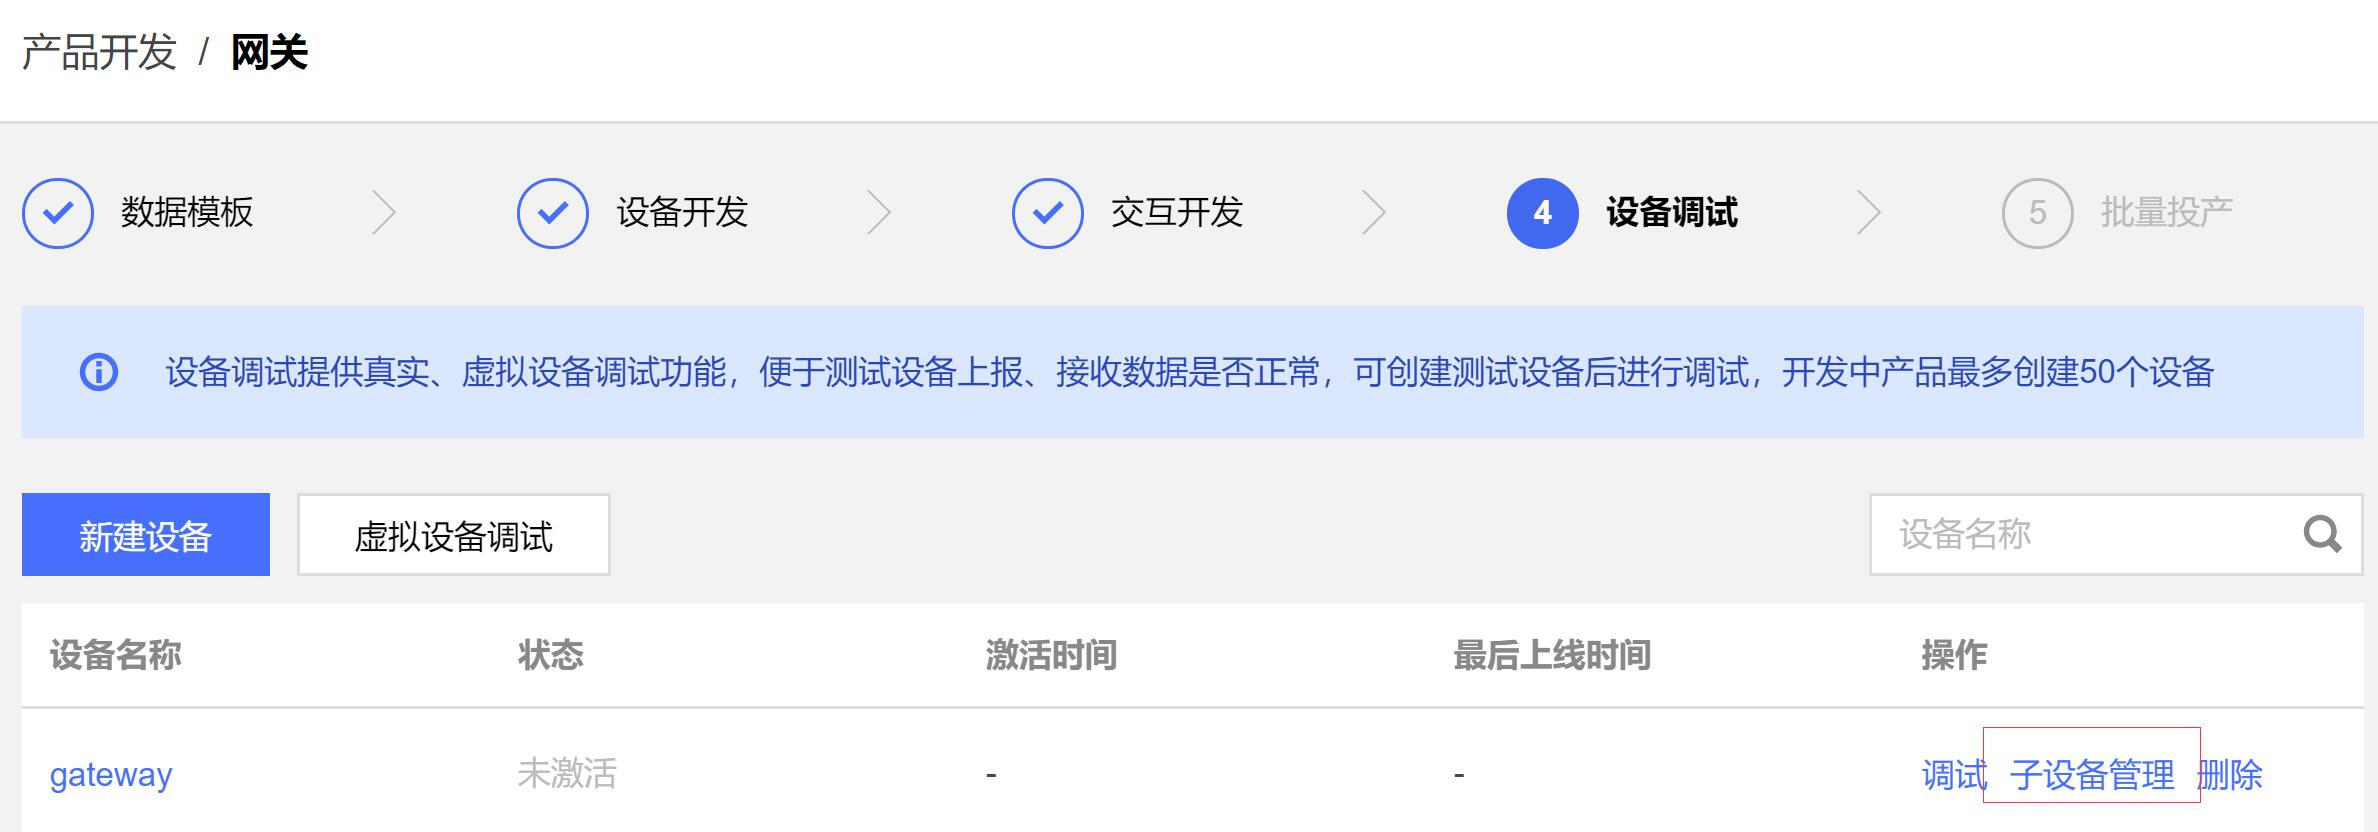 产品开发 / 网关
数据模板 设备开发 交互开发 4 设备调试 5 批量投产
设备调试提供真实、虚拟设备调试功能，便于测试设备上报、接收数据是否正常，可创建测试设备后进行调试，开发中产品最多创建50个设备
新建设备 虚拟设备调试 设备名称
设备名称 状态 激活时间 最后上线时间 操作
gateway 未激活 - - 调试 子设备管理 删除